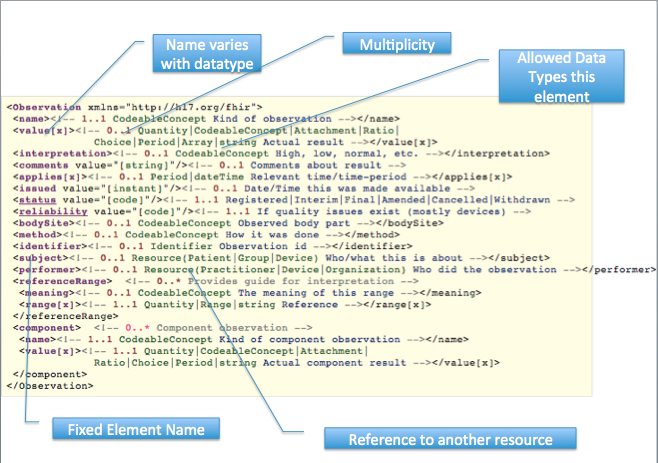 Name varies
with datatype
Multiplicity
Allowed Data
Types this
element
<Observation xmlns="http://hl7.org/fhir">
<name><!-- 1..1 CodeableConcept Kind of observation --></name>
<value[x]><!-- 0..1 Quantity|CodeableConcept|Attachment|Ratio|
Choice|Period|Array|string Actual result --></value[x]>
<interpretation><!-- 0..1 CodeableConcept High, low, normal, etc. --></interpretation>
<comments value="[string]"/><!-- 0..1 Comments about result -->
<applies[x]><!-- 0..1 Period|dateTime Relevant time/time-period --></applies[x]>
<issued value="[instant]"/><!-- 0..1 Date/Time this was made available -->
<status value="[code]"/><!-- 1..1 Registered|Interim|Final|Amended|Cancelled|Withdrawn -->
<reliability value="[code]"/><!-- 1..1 If quality issues exist (mostly devices) -->
<bodySite><!-- 0..1 CodeableConcept Observed body part --></bodySite>
<method><!-- 0..1 CodeableConcept How it was done --></method>
<identifier><!-- 0..1 Identifier Observation id --></identifier>
<subject><!-- 0..1 Resource(Patient|Group|Device) Who/what this is about --></subject>
<performer><!-- 0..1 Resource(Practitioner|Device|Organization) Who did the observation --></performer>
<referenceRange> <!-- 0..* Provides guide for interpretation -->
<meaning><!-- 0..1 CodeableConcept The meaning of this range --></meaning>
<range[x]><!-- 1..1 Quantity|Range|string Reference --></range[x]>
</referenceRange>
<component> <!-- 0..* Component observation -->
<name><!-- 1..1 CodeableConcept Kind of component observation --></name>
<value[x]><!-- 1..1 Quantity|CodeableConcept|Attachment|
Ratio|Choice|Period|string Actual component result --></value[x]>
</component>
</Observation>
Fixed Element Name
Reference to another resource